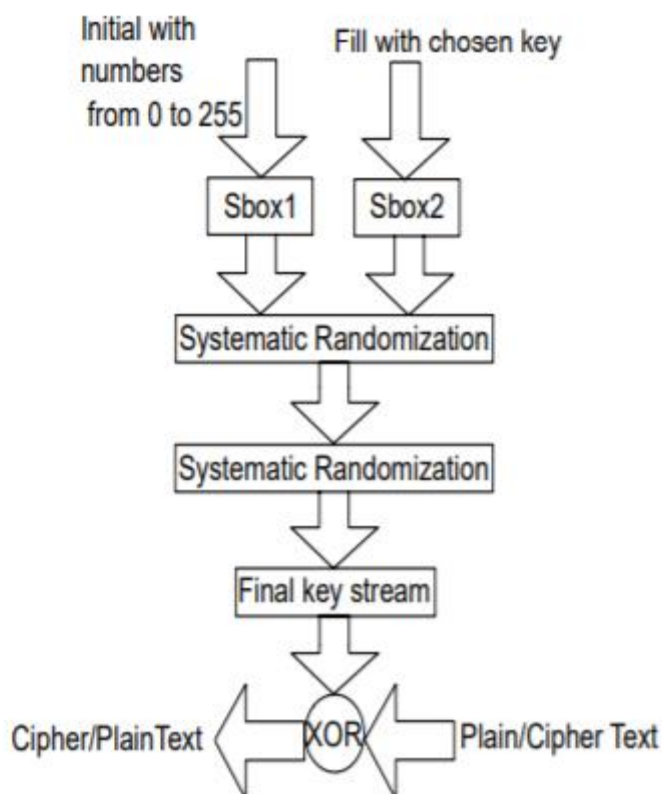 Initial with
numbers
from 0 to 255
Fill with chosen key
Sbox1
Sbox2
Systematic Randomization
Systematic Randomization
Final key stream
Cipher/PlainText
XOR
Plain/Cipher Text